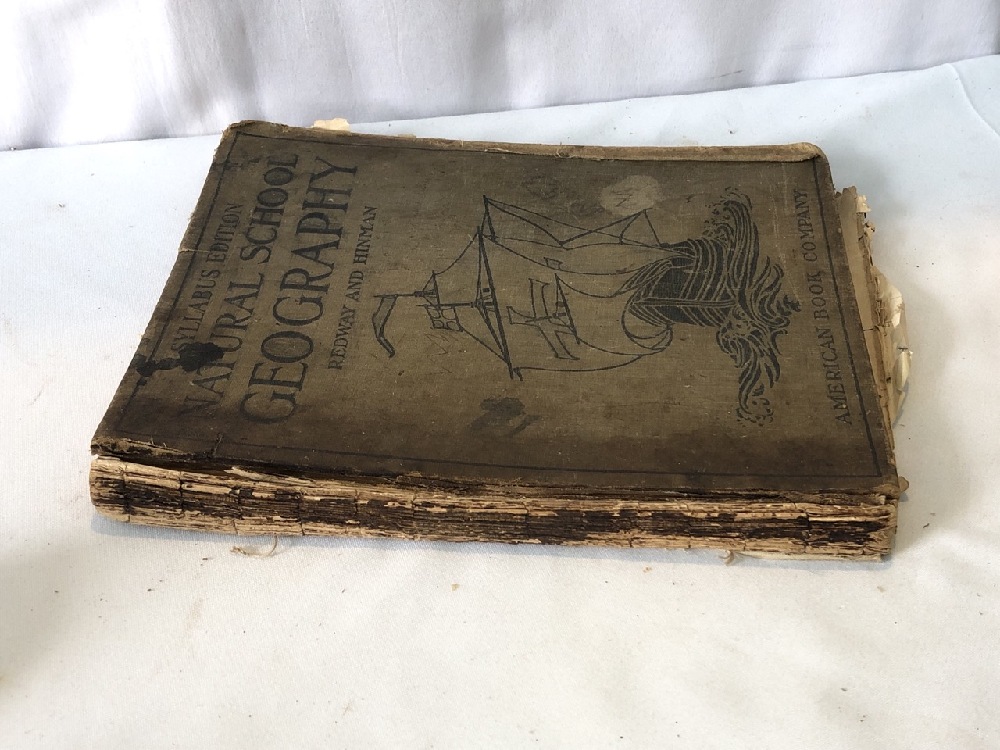 SYLLABUS EDITION
NATURAL SCHOOL
GEOGRAPHY
REDWAY AND HINMAN
AMERICAN BOOK COMPANY